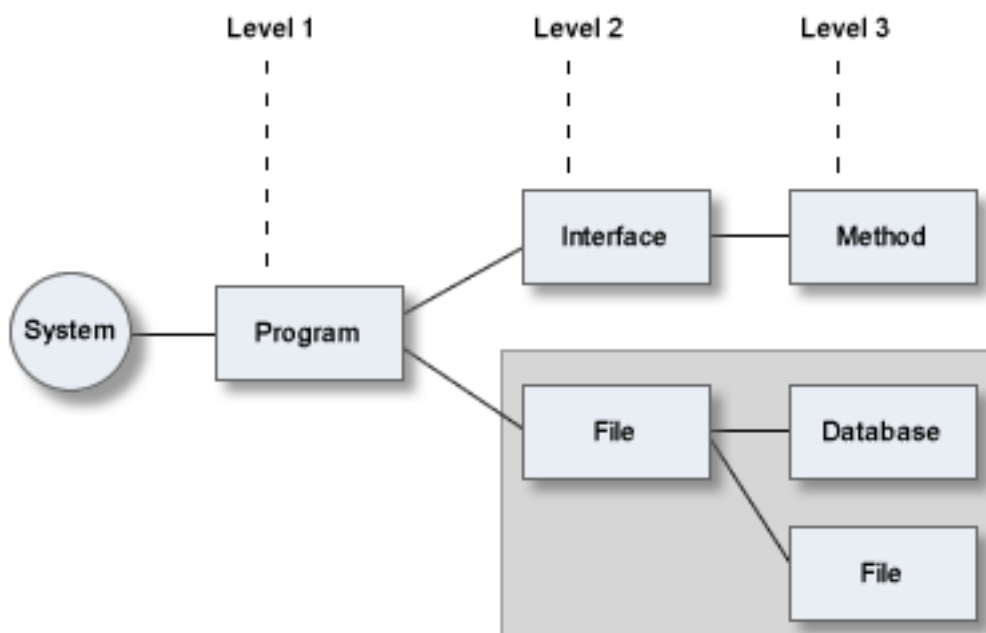 Level 1 Level 2 Level 3
Interface Method
System Program
File Database
File